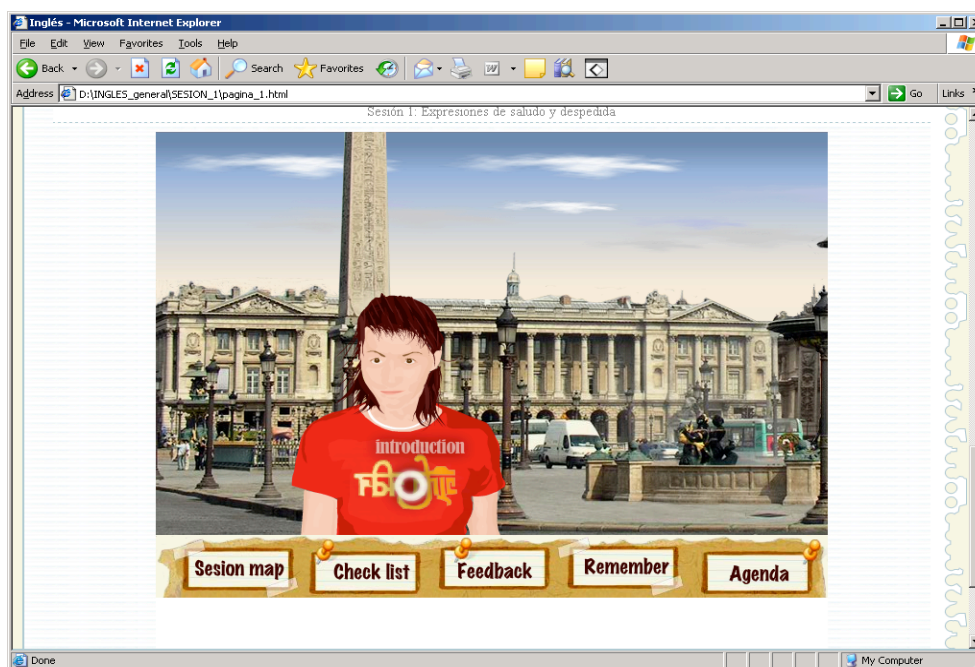 Inglés - Microsoft Internet Explorer
File Edit View Favorites Tools Help
Back Search Favorites
Address D:\INGLES_general\SESION_1\pagina_1.html Go Links
Sesión 1: Expresiones de saludo y despedida
introduction
Sesion map Check list Feedback Remember Agenda
Done My Computer